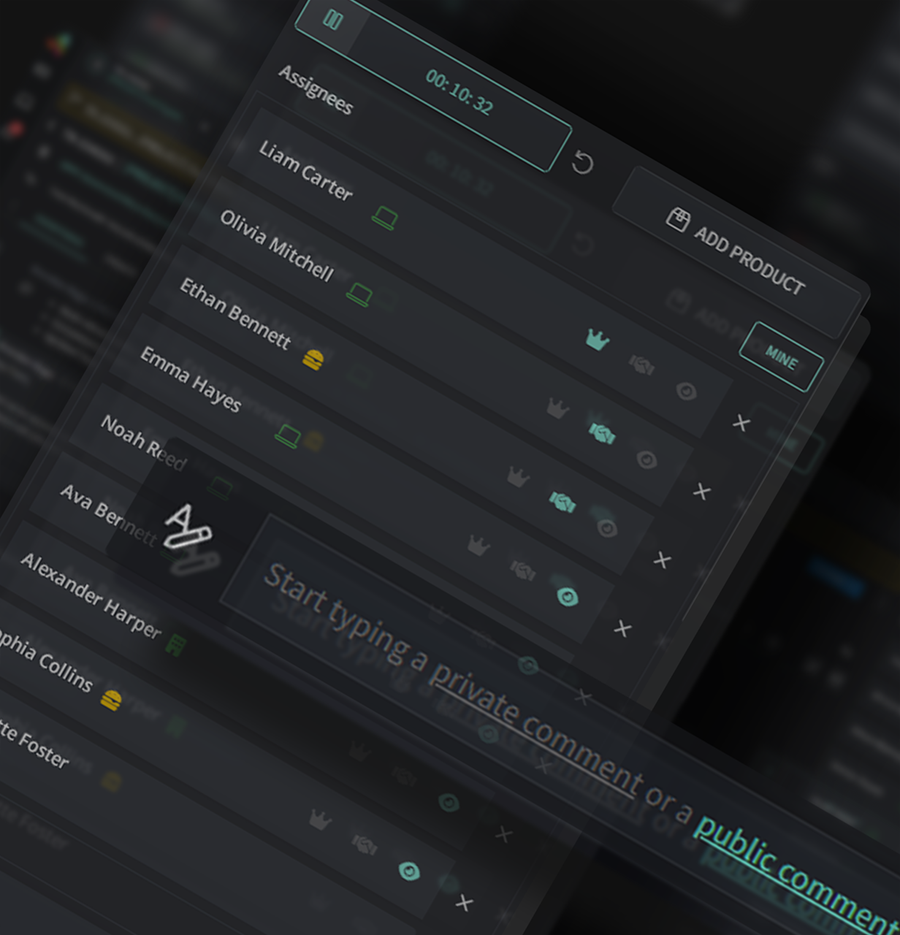 00:10:32
Assignees
ADD PRODUCT
MINE
Liam Carter
Olivia Mitchell
Ethan Bennett
Emma Hayes
Noah Reed
Ava Bennett
Alexander Harper
ophia Collins
tte Foster
Start typing a private comment or a public comment